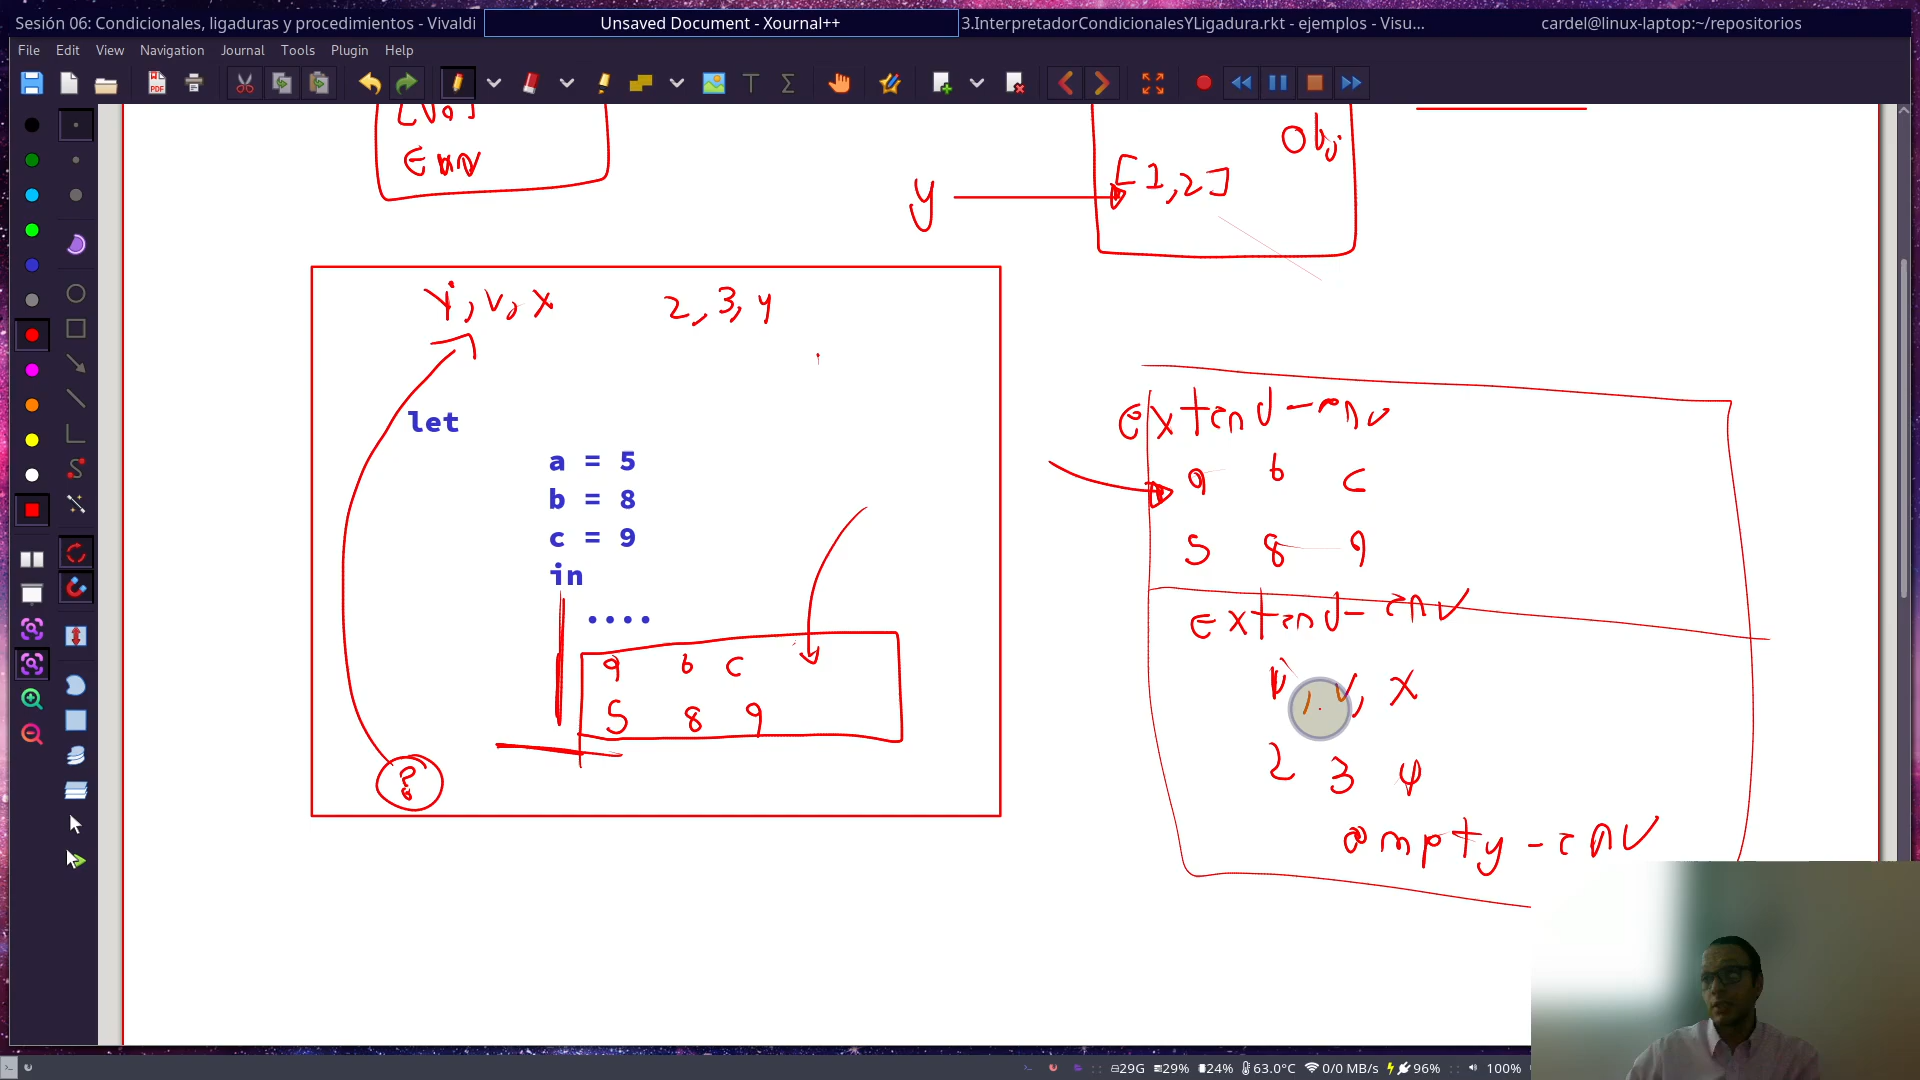 Sesión 06: Condicionales, ligaduras y procedimientos - Vivaldi
Unsaved Document - Xournal++
3.InterpretadorCondicionalesYLigadura.rkt - ejemplos - Visu...
cardel@linux-laptop:~/repositorios
File Edit View Navigation Journal Tools Plugin Help
Obj
[1,2]
y
Y, V, X
2, 3, 4
let
a = 5
b = 8
c = 9
in
....
a b c
5 8 9
?
extend-env
a b c
5 8 9
extend-env
, V, X
2 3 4
empty-env
29G 29% 24% 63.0°C 0/0 MB/s 96% 100%